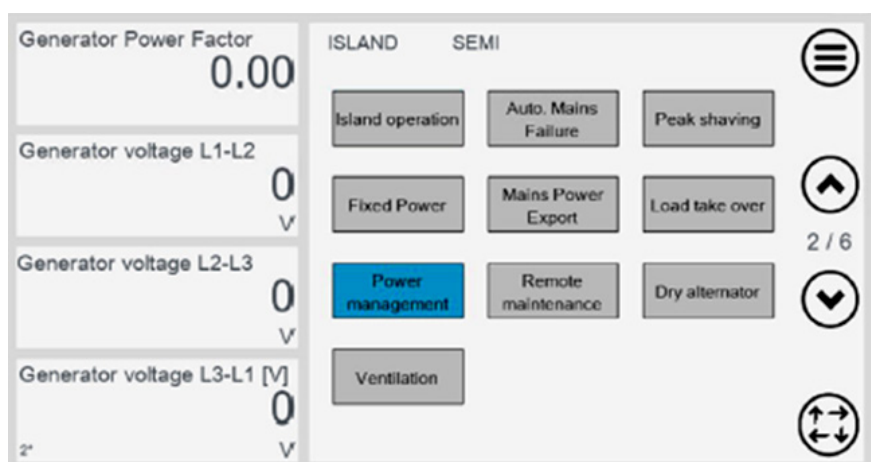 Generator Power Factor
0.00
Generator voltage L1-L2
0
V
Generator voltage L2-L3
0
V
Generator voltage L3-L1 [V]
0
2*
V
ISLAND SEMI
Island operation
Auto. Mains
Failure
Peak shaving
Fixed Power
Mains Power
Export
Load take over
Power
management
Remote
maintenance
Dry alternator
Ventilation
2 / 6